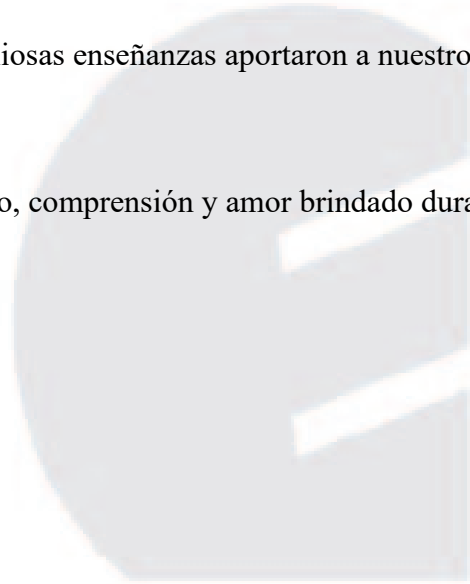 iosas enseñanzas aportaron a nuestro
o, comprensión y amor brindado dura